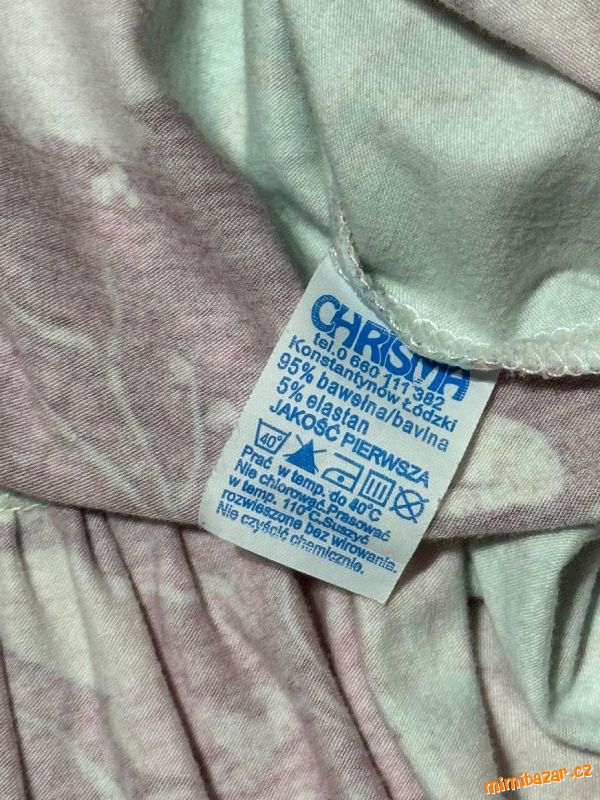 CHRISMA
tel.0 660 111 382
Konstantynów Łódzki
95% bawełna/bavlna
5% elastan
JAKOŚĆ PIERWSZA
40°
Prać w temp. do 40°C
Nie chlorować.Prasować
w temp. 110°C.Suszyć
rozwieszone bez wirowania.
Nie czyścić chemicznie.
mimibazar.cz